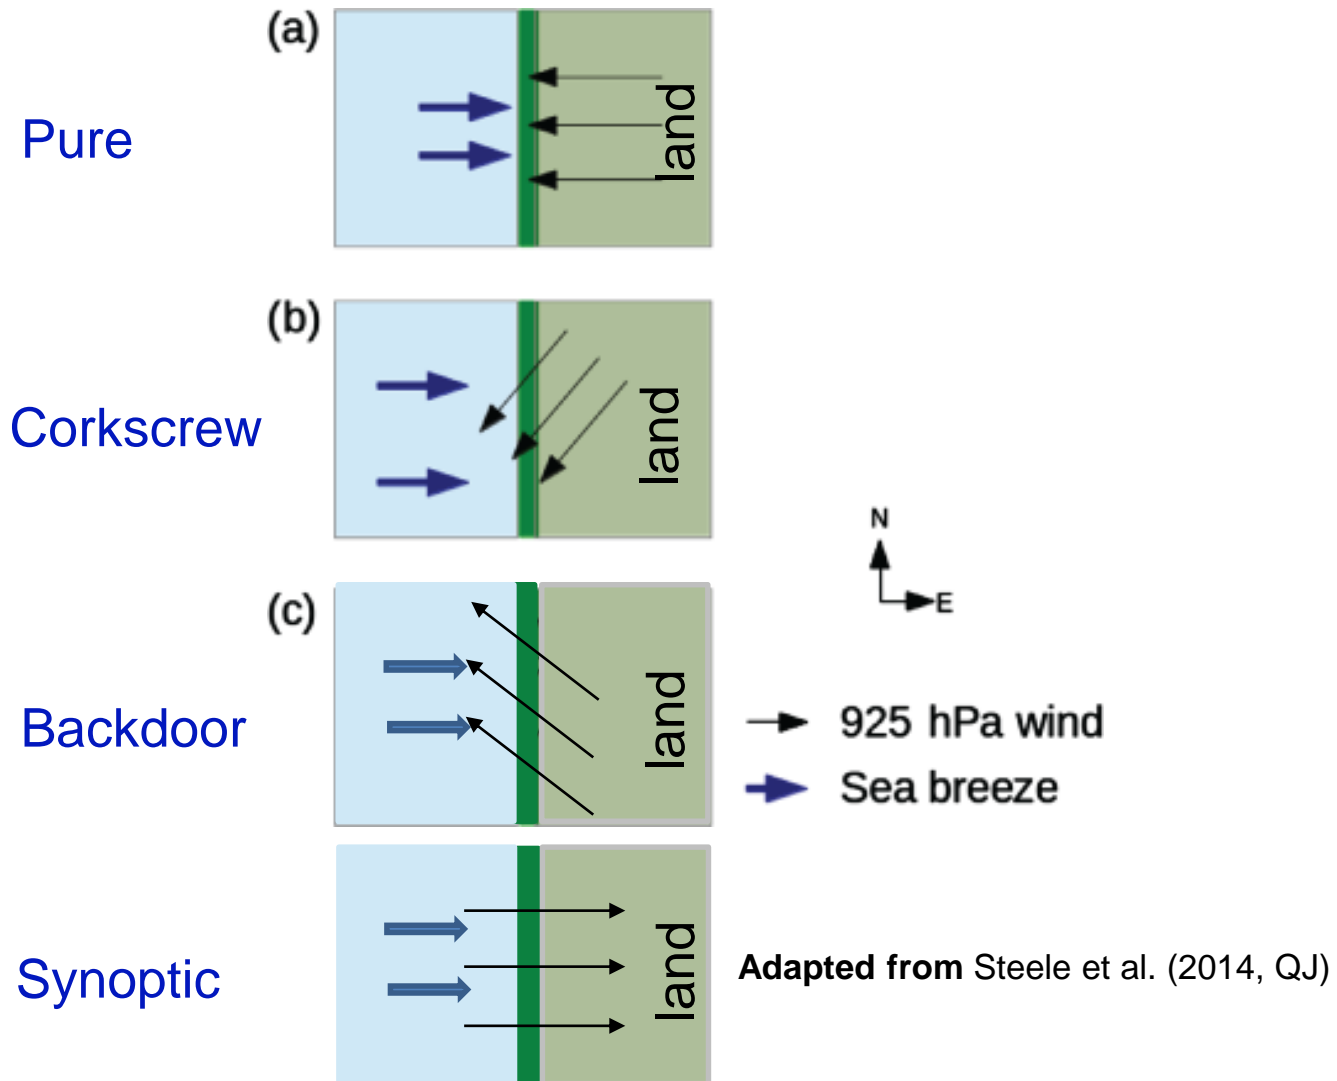 (a)
Pure
land
(b)
Corkscrew
land
N
E
(c)
Backdoor
land
925 hPa wind
Sea breeze
Synoptic
land
Adapted from Steele et al. (2014, QJ)